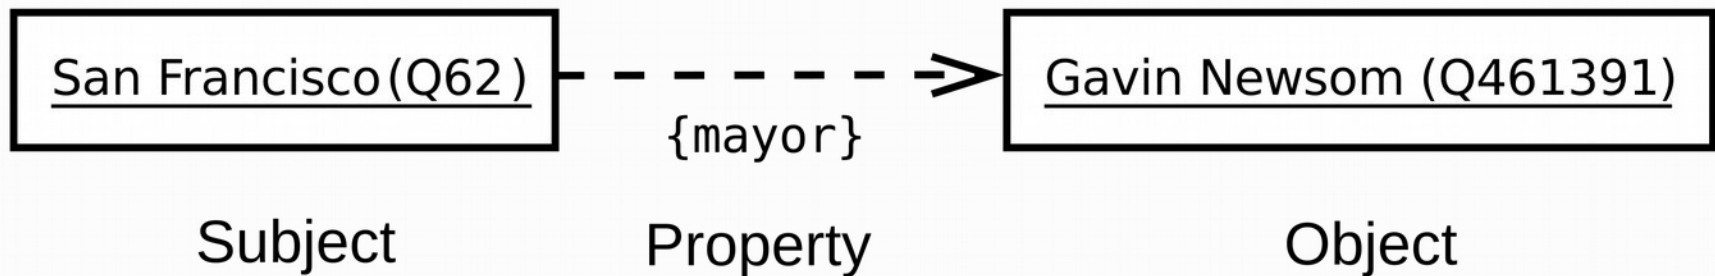 San Francisco (Q62)
Gavin Newsom (Q461391)
{mayor}
Subject
Property
Object